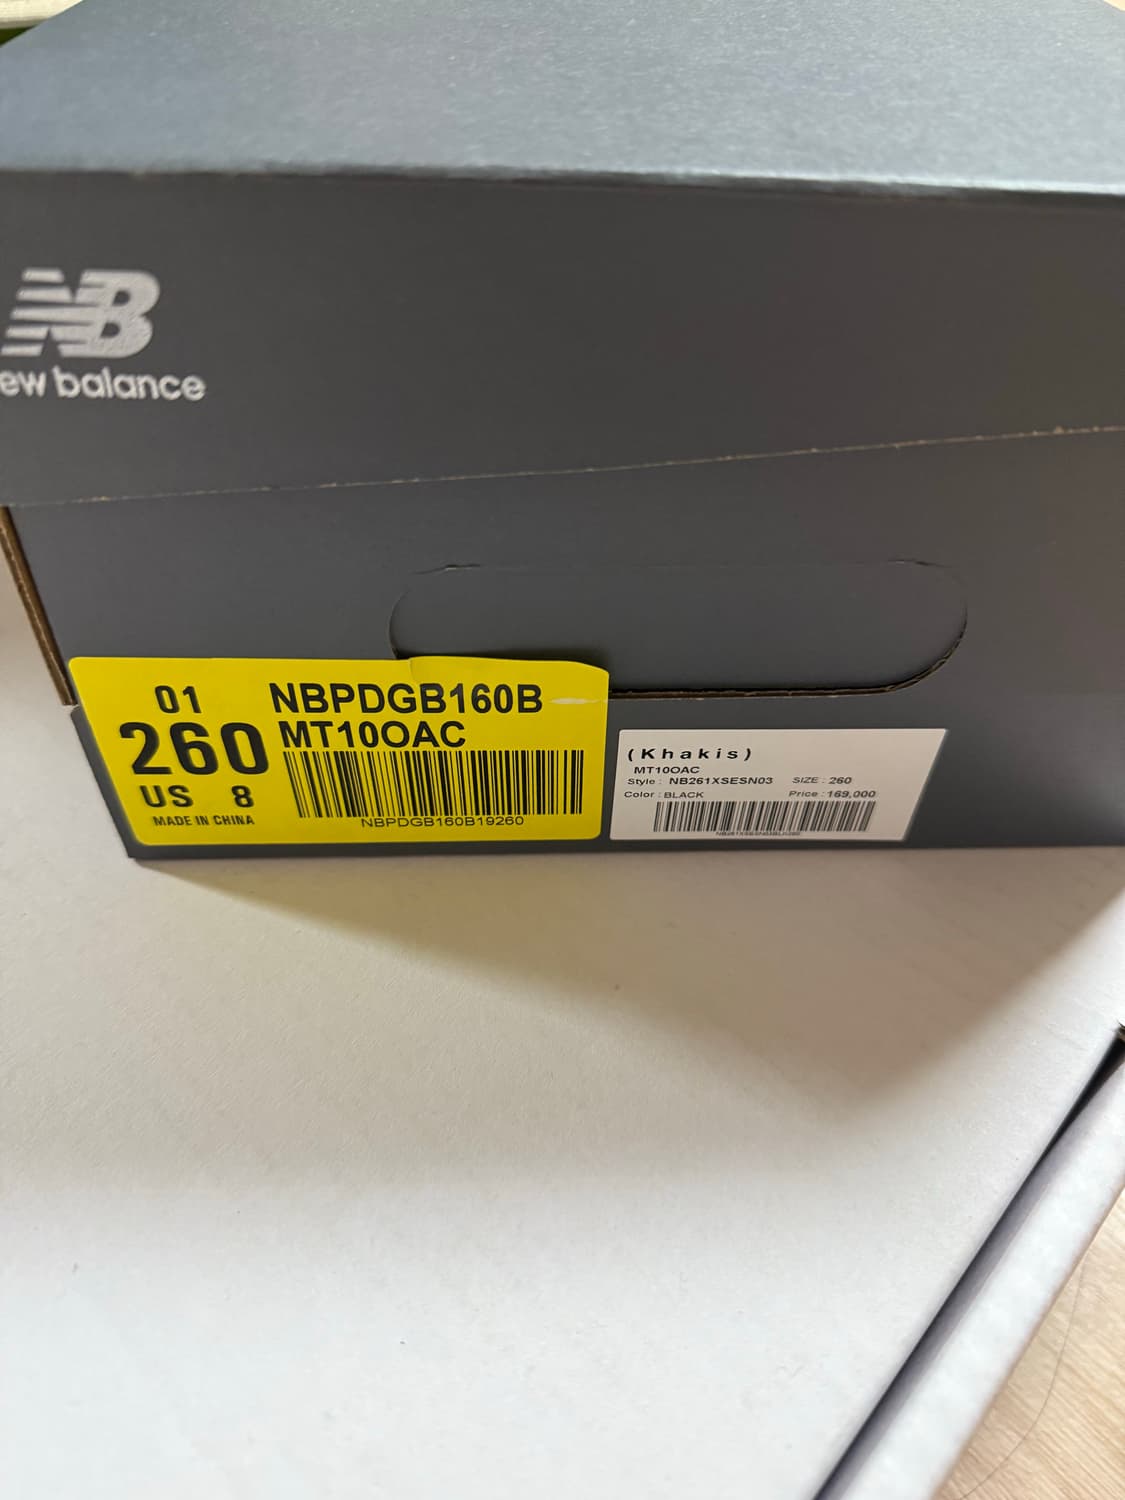 NB
ew balance
01
260
US 8
MADE IN CHINA
NBPDGB160B
MT10OAC
NBPDGB160B19260
(Khakis)
MT10OAC
Style : NB261XSESN03 SIZE : 260
Color : BLACK Price : 169,000